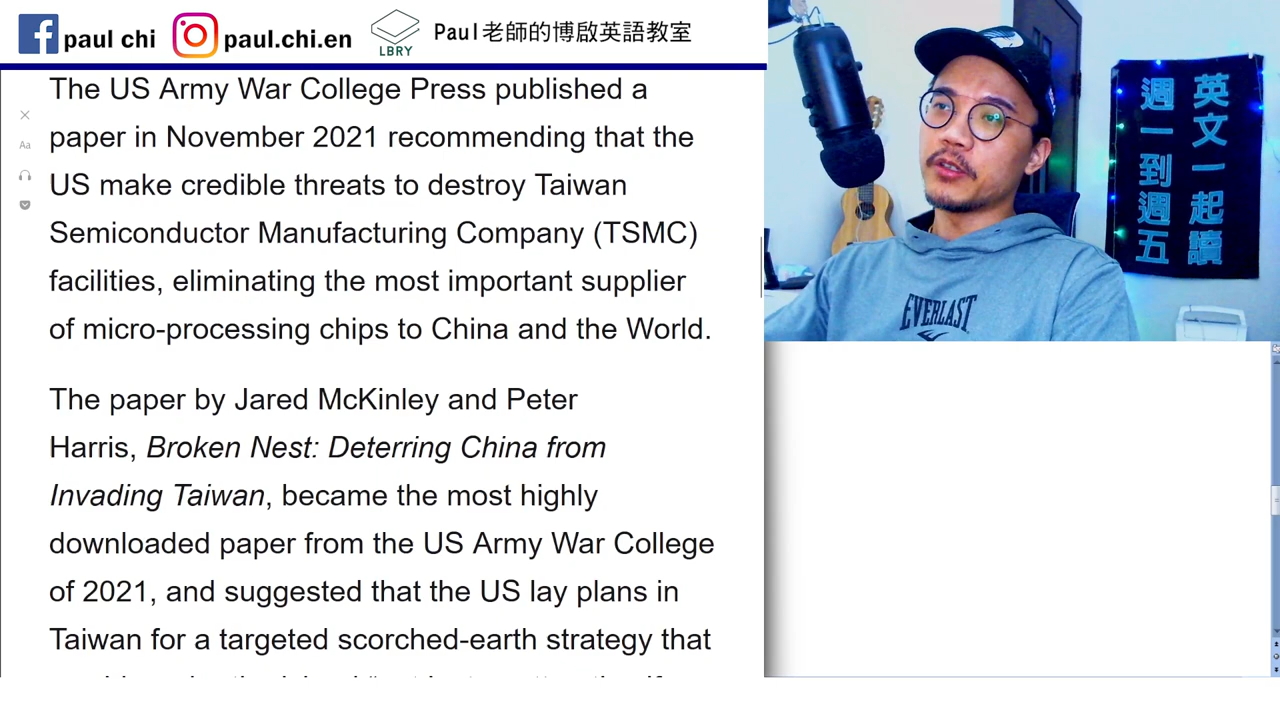 paul chi
paul.chi.en
LBRY
Paul老師的博啟英語教室
The US Army War College Press published a
paper in November 2021 recommending that the
US make credible threats to destroy Taiwan
Semiconductor Manufacturing Company (TSMC)
facilities, eliminating the most important supplier
of micro-processing chips to China and the World.
The paper by Jared McKinley and Peter
Harris, Broken Nest: Deterring China from
Invading Taiwan, became the most highly
downloaded paper from the US Army War College
of 2021, and suggested that the US lay plans in
Taiwan for a targeted scorched-earth strategy that
Aa
英文一起讀
週一到週五
EVERLAST